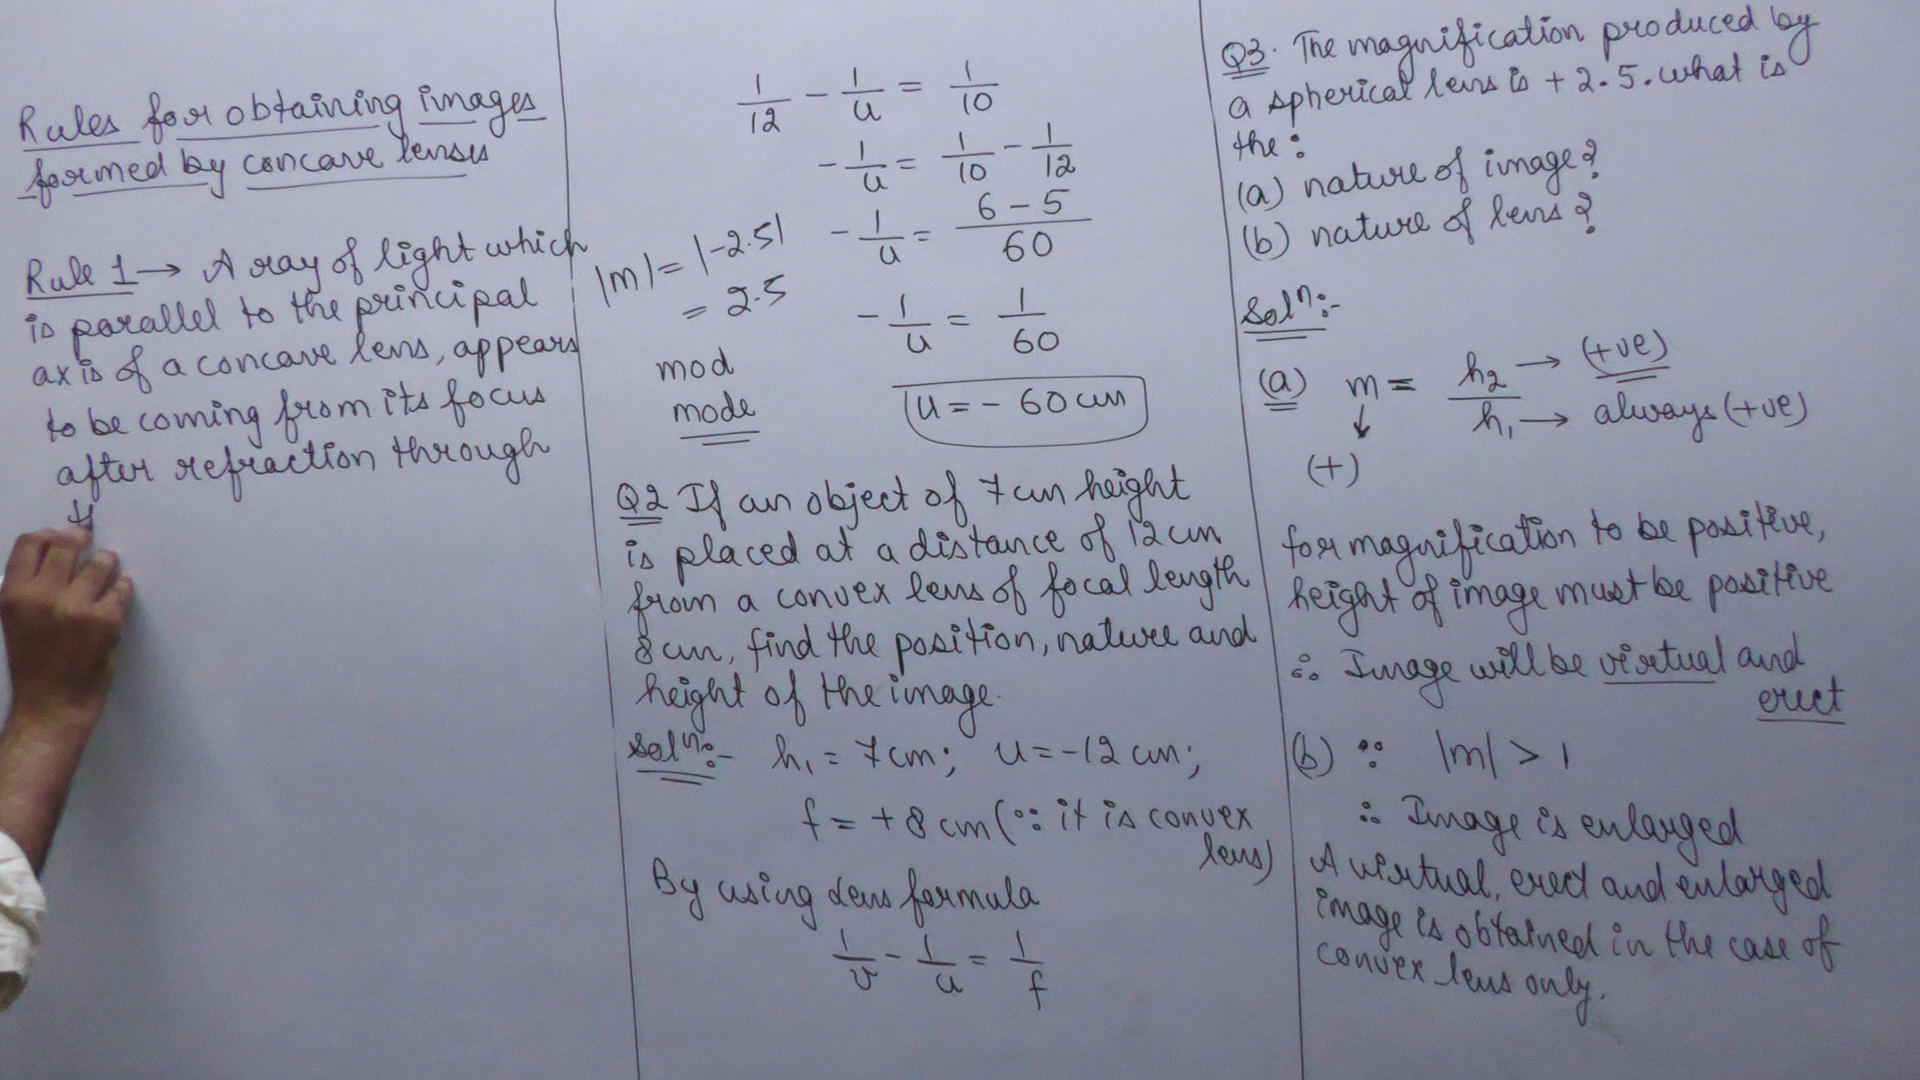 Rules for obtaining images
formed by concave lenses
Rule 1 → A ray of light which
is parallel to the principal
axis of a concave lens, appears
to be coming from its focus
after refraction through
1/12 - 1/u = 1/10
-1/u = 1/10 - 1/12
-1/u = 6-5/60
-1/u = 1/60
u = - 60 cm
|m| = |-2.5|
= 2.5
mod
mode
Q2 If an object of 7 cm height
is placed at a distance of 12 cm
from a convex lens of focal length
8 cm, find the position, nature and
height of the image.
Solⁿ:- h₁ = 7 cm; u = -12 cm;
f = + 8 cm (∵ it is convex
lens)
By using Lens formula
1/v - 1/u = 1/f
Q3. The magnification produced by
a spherical lens is + 2.5. what is
the:
(a) nature of image?
(b) nature of lens?
Solⁿ:-
(a) m = h₂/h₁
h₂ → (+ve)
h₁ → always (+ve)
↓
(+)
for magnification to be positive,
height of image must be positive
∴ Image will be virtual and
erect
(b) ∵ |m| > 1
∴ Image is enlarged
A virtual, erect and enlarged
image is obtained in the case of
convex lens only.